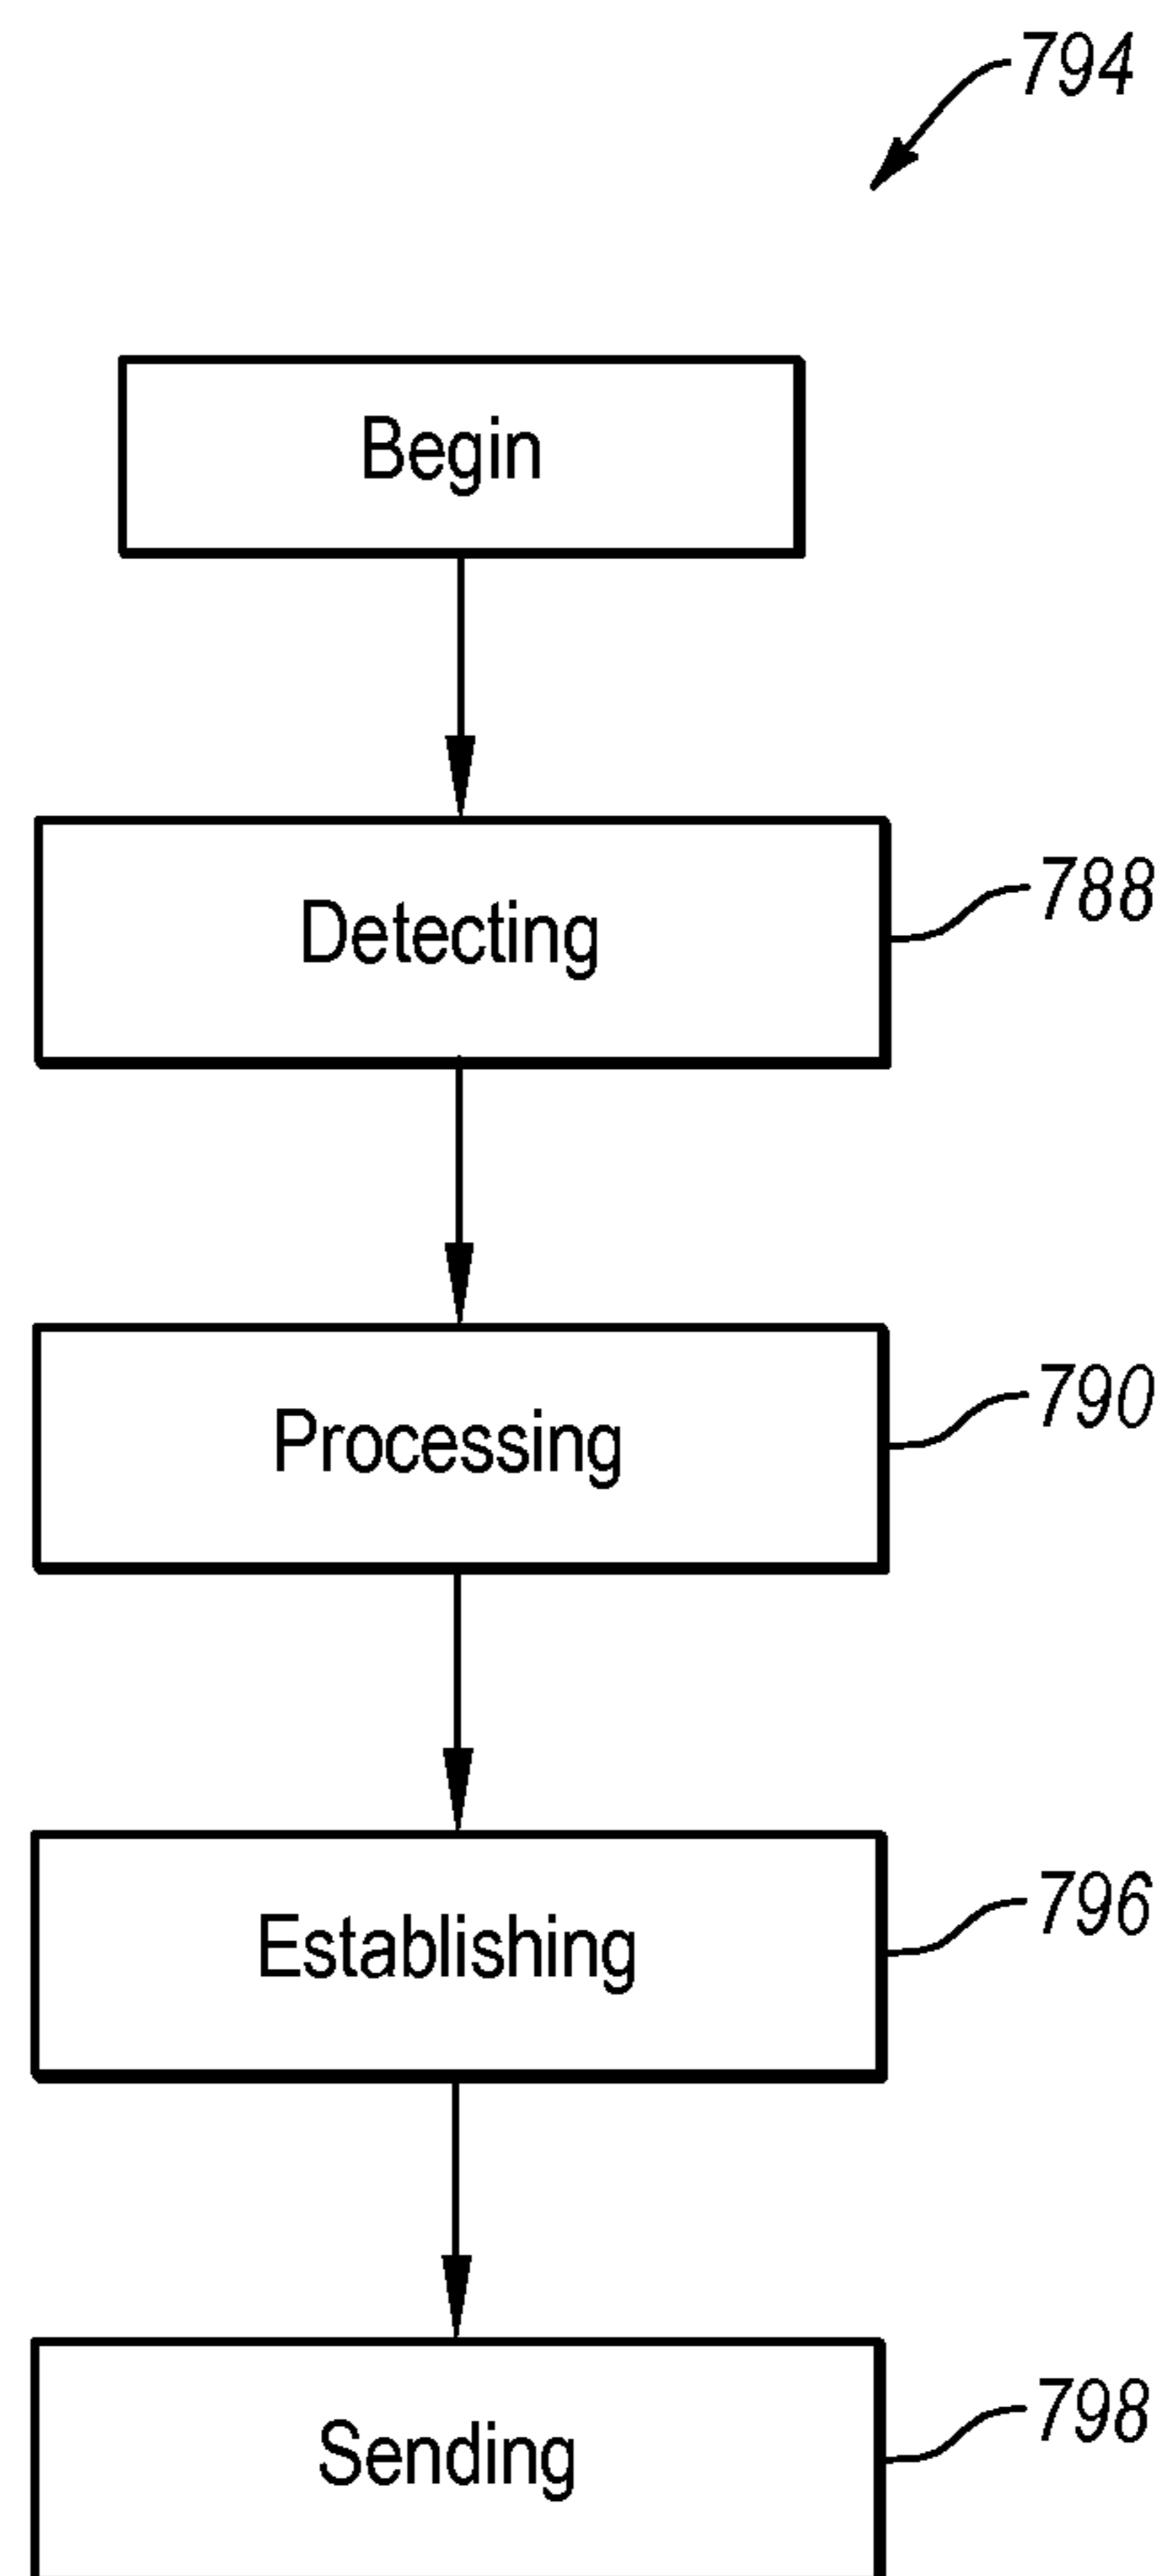 794
Begin
Detecting
788
Processing
790
Establishing
796
Sending
798